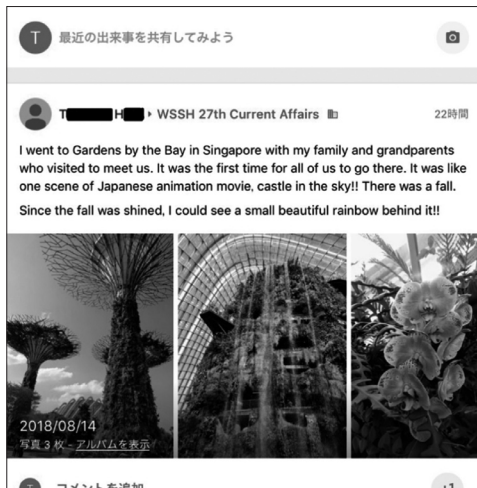 T 最近の出来事を共有してみよう
T H ▸ WSSH 27th Current Affairs 22時間
I went to Gardens by the Bay in Singapore with my family and grandparents
who visited to meet us. It was the first time for all of us to go there. It was like
one scene of Japanese animation movie, castle in the sky!! There was a fall.
Since the fall was shined, I could see a small beautiful rainbow behind it!!
2018/08/14
写真 3 枚 – アルバムを表示
コメントを追加 +1